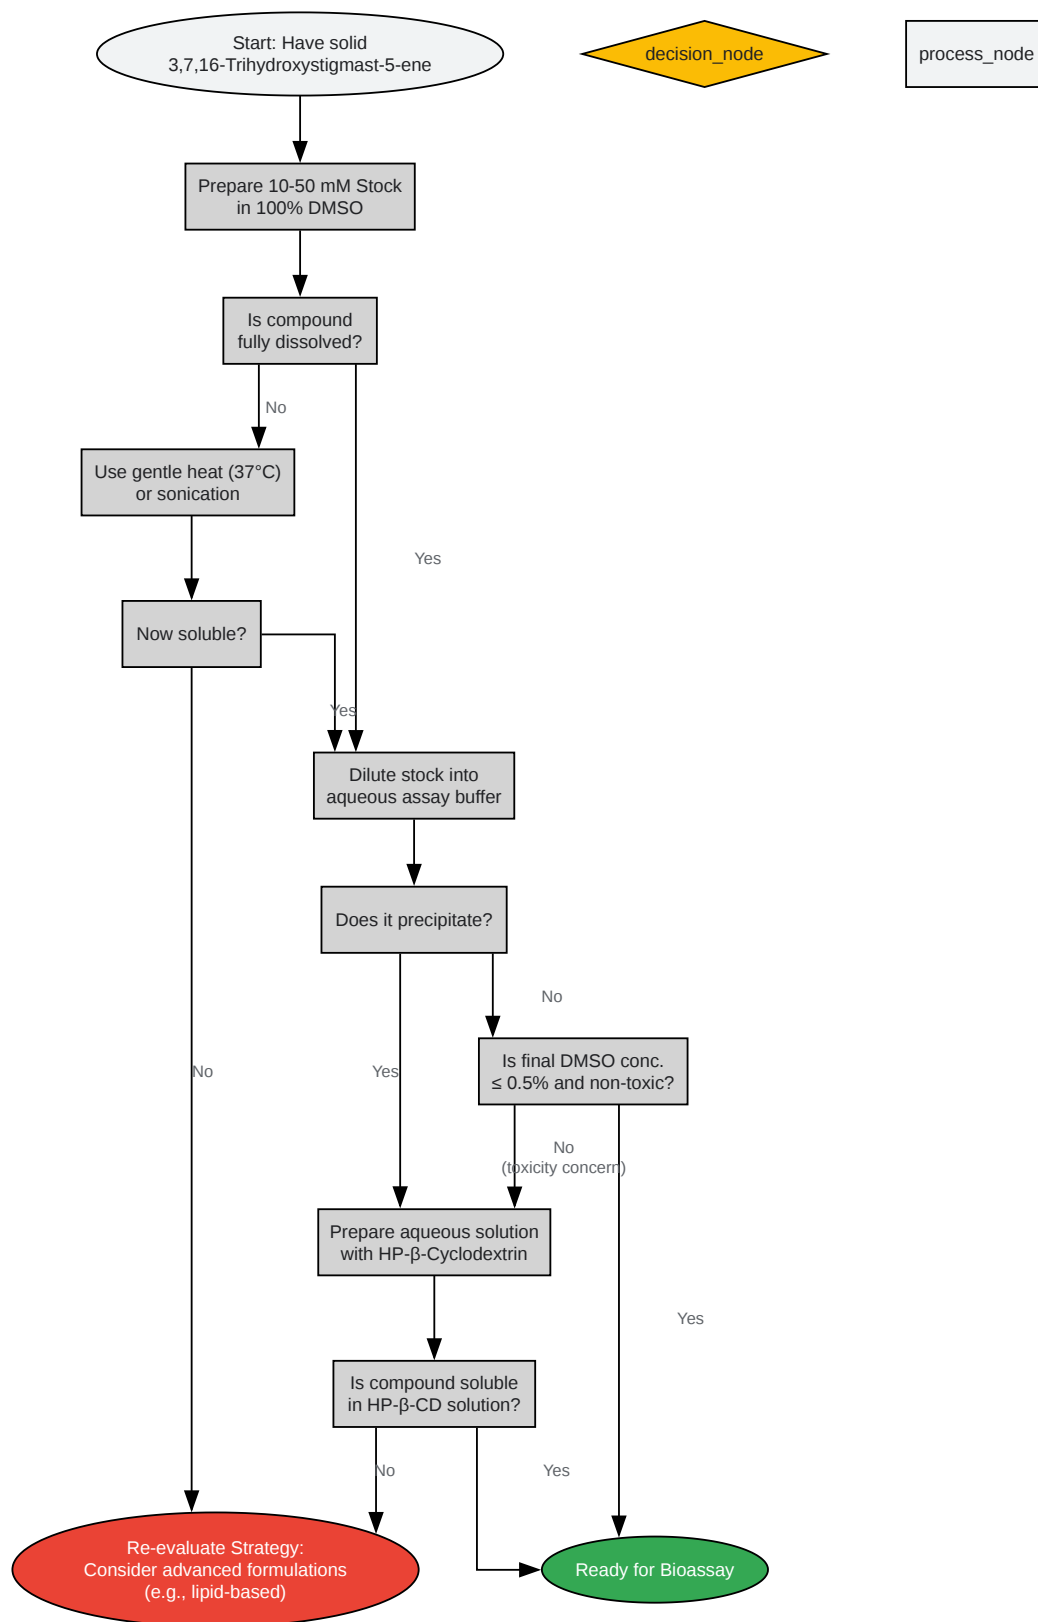 Start: Have solid
3,7,16-Trihydroxystigmast-5-ene
decision_node
process_node
Prepare 10-50 mM Stock
in 100% DMSO
Is compound
fully dissolved?
No
Use gentle heat (37°C)
or sonication
Yes
Now soluble?
Yes
Dilute stock into
aqueous assay buffer
Does it precipitate?
No
Is final DMSO conc.
≤ 0.5% and non-toxic?
No
Yes
No
(toxicity concern)
Prepare aqueous solution
with HP-β-Cyclodextrin
Yes
Is compound soluble
in HP-β-CD solution?
No
Yes
Re-evaluate Strategy:
Consider advanced formulations
(e.g., lipid-based)
Ready for Bioassay